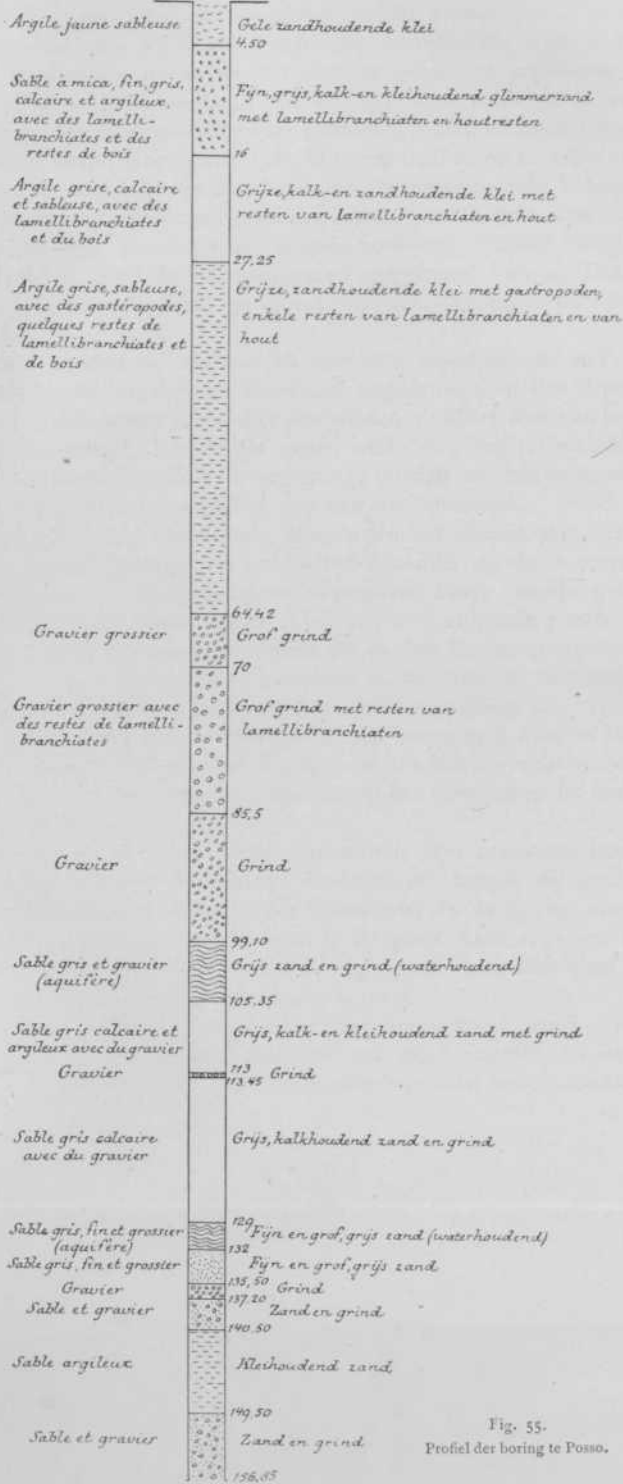 Argile jaune sableuse
Gele zandhoudende klei
4,50
Sable à mica, fin, gris,
calcaire et argileux,
avec des lamelli-
branchiates et des
restes de bois
Fijn, grijs, kalk- en kleihoudend glimmerzand
met lamellibranchiaten en houtresten
16
Argile grise, calcaire
et sableuse, avec des
lamellibranchiates
et du bois
Grijze, kalk- en zandhoudende klei met
resten van lamellibranchiaten en hout
27,25
Argile grise, sableuse,
avec des gastéropodes,
quelques restes de
lamellibranchiates et
de bois
Grijze, zandhoudende klei met gastropoden,
enkele resten van lamellibranchiaten en van
hout
64,42
Gravier grossier
Grof grind
70
Gravier grossier avec
des restes de lamelli-
branchiates
Grof grind met resten van
lamellibranchiaten
85,5
Gravier
Grind
99,10
Sable gris et gravier
(aquifère)
Grijs zand en grind (waterhoudend)
105.35
Sable gris calcaire et
argileux avec du gravier
Grijs, kalk- en kleihoudend zand met grind
113
Gravier
113.45 Grind
Sable gris calcaire
avec du gravier
Grijs, kalkhoudend zand en grind
129
Sable gris, fin et grossier
(aquifère)
Fijn en grof, grijs zand (waterhoudend)
132
Sable gris, fin et grossier
Fijn en grof, grijs zand
135,50
Gravier
Grind
137.20
Sable et gravier
Zand en grind
140.50
Sable argileux
Kleihoudend zand
149,50
Sable et gravier
Zand en grind
156,85
Fig. 55.
Profiel der boring te Posso.